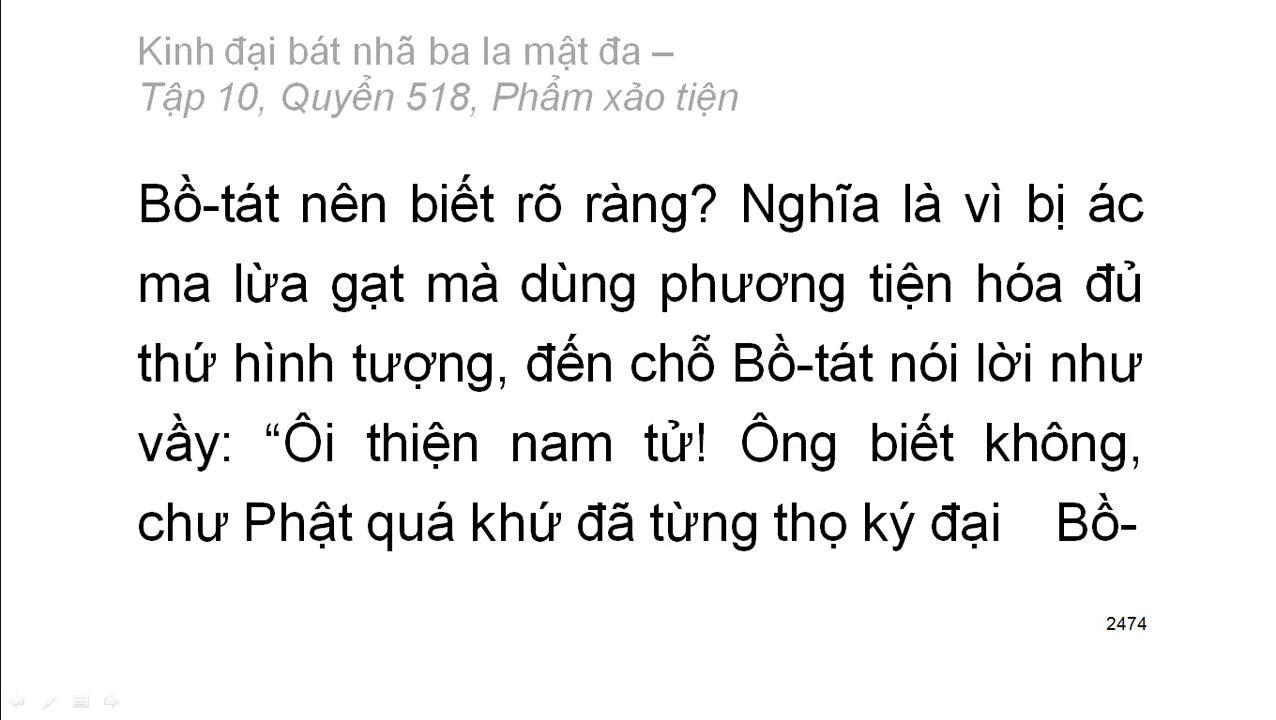 Kinh đại bát nhã ba la mật đa –
Tập 10, Quyển 518, Phẩm xảo tiện
Bồ-tát nên biết rõ ràng? Nghĩa là vì bị ác
ma lừa gạt mà dùng phương tiện hóa đủ
thứ hình tượng, đến chỗ Bồ-tát nói lời như
vầy: “Ôi thiện nam tử! Ông biết không,
chư Phật quá khứ đã từng thọ ký đại Bồ-
2474